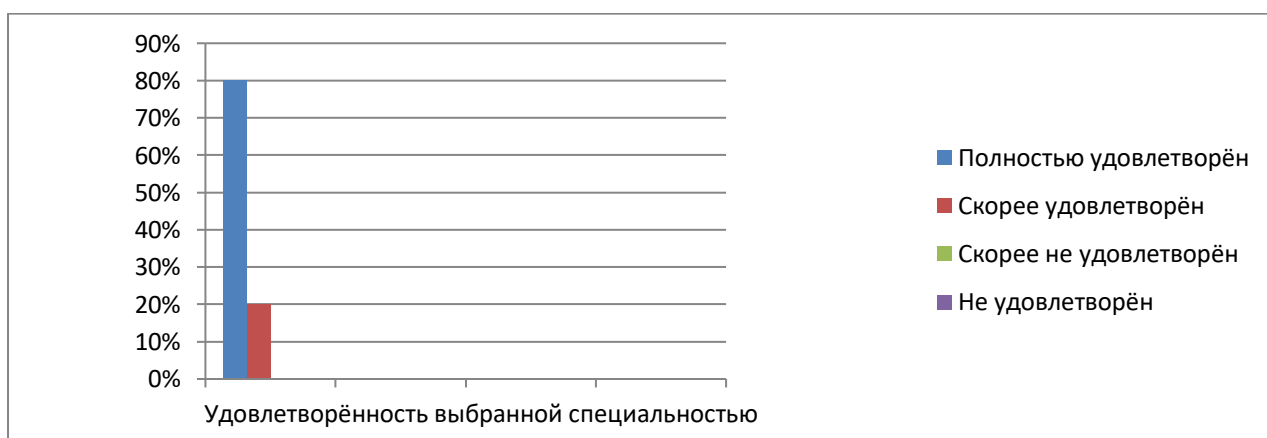 90%
80%
70%
60%
50%
40%
30%
20%
10%
0%
Удовлетворённость выбранной специальностью
Полностью удовлетворён
Скорее удовлетворён
Скорее не удовлетворён
Не удовлетворён